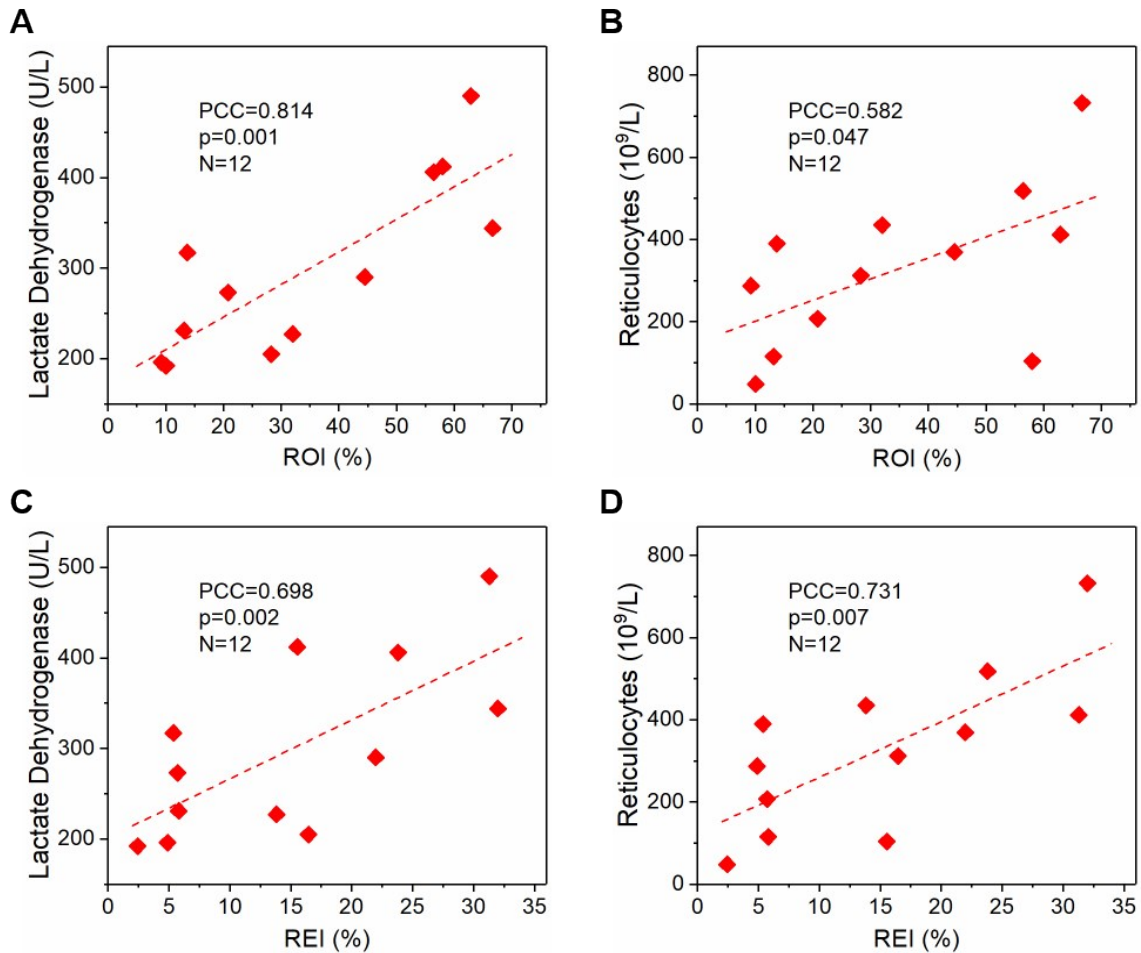 A
Lactate Dehydrogenase (U/L)
500
400
300
200
PCC=0.814
p=0.001
N=12
0 10 20 30 40 50 60 70
ROI (%)
B
Reticulocytes (10⁹/L)
800
600
400
200
0
PCC=0.582
p=0.047
N=12
0 10 20 30 40 50 60 70
ROI (%)
C
Lactate Dehydrogenase (U/L)
500
400
300
200
PCC=0.698
p=0.002
N=12
0 5 10 15 20 25 30 35
REI (%)
D
Reticulocytes (10⁹/L)
800
600
400
200
0
PCC=0.731
p=0.007
N=12
0 5 10 15 20 25 30 35
REI (%)